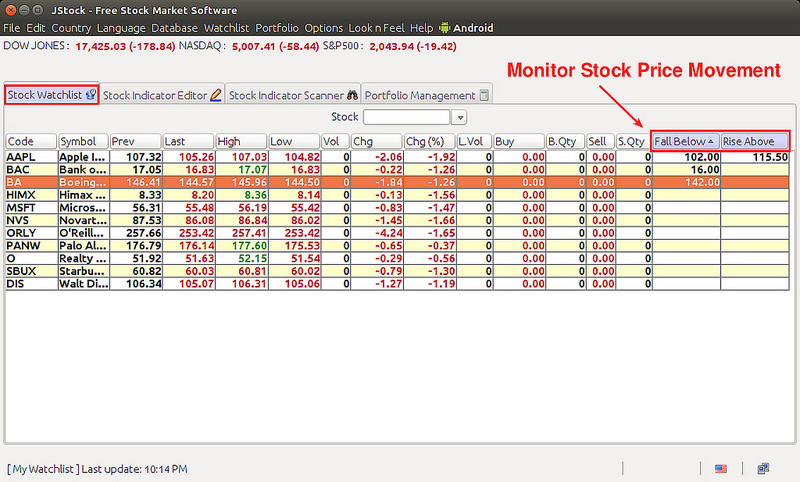 JStock - Free Stock Market Software
File Edit Country Language Database Watchlist Portfolio Options Look n Feel Help Android
DOW JONES : 17,425.03 (-178.84) NASDAQ : 5,007.41 (-58.44) S&P500 : 2,043.94 (-19.42)
Monitor Stock Price Movement
Stock Watchlist Stock Indicator Editor Stock Indicator Scanner Portfolio Management
Stock
Code Symbol Prev Last High Low Vol Chg Chg (%) L.Vol Buy B.Qty Sell S.Qty Fall Below Rise Above
AAPL Apple I... 107.32 105.26 107.03 104.82 0 -2.06 -1.92 0 0.00 0 0.00 0 102.00 115.50
BAC Bank o... 17.05 16.83 17.07 16.83 0 -0.22 -1.26 0 0.00 0 0.00 0 16.00
BA Boeing... 146.41 144.57 145.96 144.50 0 -1.84 -1.26 0 0.00 0 0.00 0 142.00
HIMX Himax ... 8.33 8.20 8.36 8.14 0 -0.13 -1.56 0 0.00 0 0.00 0
MSFT Micros... 56.31 55.48 56.19 55.42 0 -0.83 -1.47 0 0.00 0 0.00 0
NVS Novart... 87.53 86.08 86.84 86.02 0 -1.45 -1.66 0 0.00 0 0.00 0
ORLY O'Reill... 257.66 253.42 257.41 253.42 0 -4.24 -1.65 0 0.00 0 0.00 0
PANW Palo Al... 176.79 176.14 177.60 175.53 0 -0.65 -0.37 0 0.00 0 0.00 0
O Realty ... 51.92 51.63 52.15 51.54 0 -0.29 -0.56 0 0.00 0 0.00 0
SBUX Starbu... 60.82 60.03 60.81 60.02 0 -0.79 -1.30 0 0.00 0 0.00 0
DIS Walt Di... 106.34 105.07 106.31 105.06 0 -1.27 -1.19 0 0.00 0 0.00 0
[ My Watchlist ] Last update: 10:14 PM